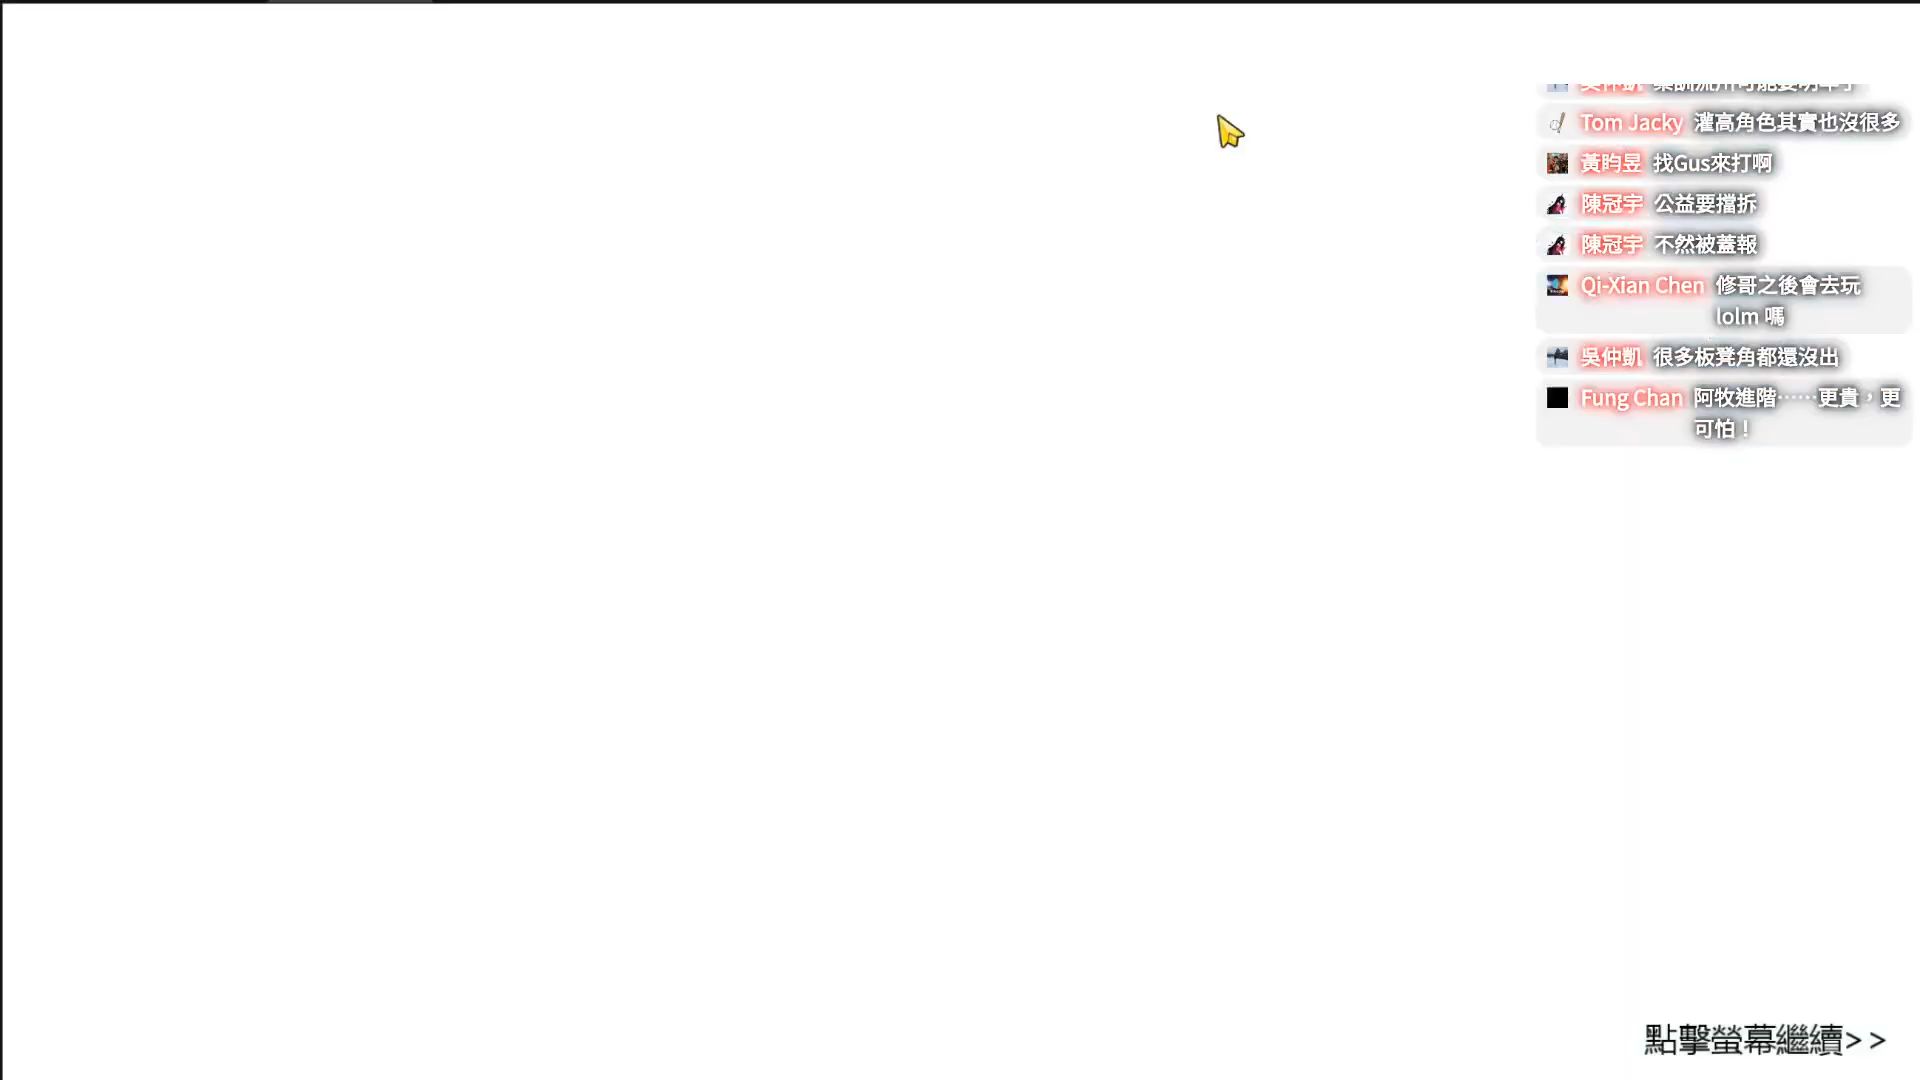 Tom Jacky 灌高角色其實也沒很多
黃昀昱 找Gus來打啊
陳冠宇 公益要擋拆
陳冠宇 不然被蓋報
Qi-Xian Chen 修哥之後會去玩
lolm 嗎
吳仲凱 很多板凳角都還沒出
Fung Chan 阿牧進階……更貴，更
可怕！
點擊螢幕繼續>>